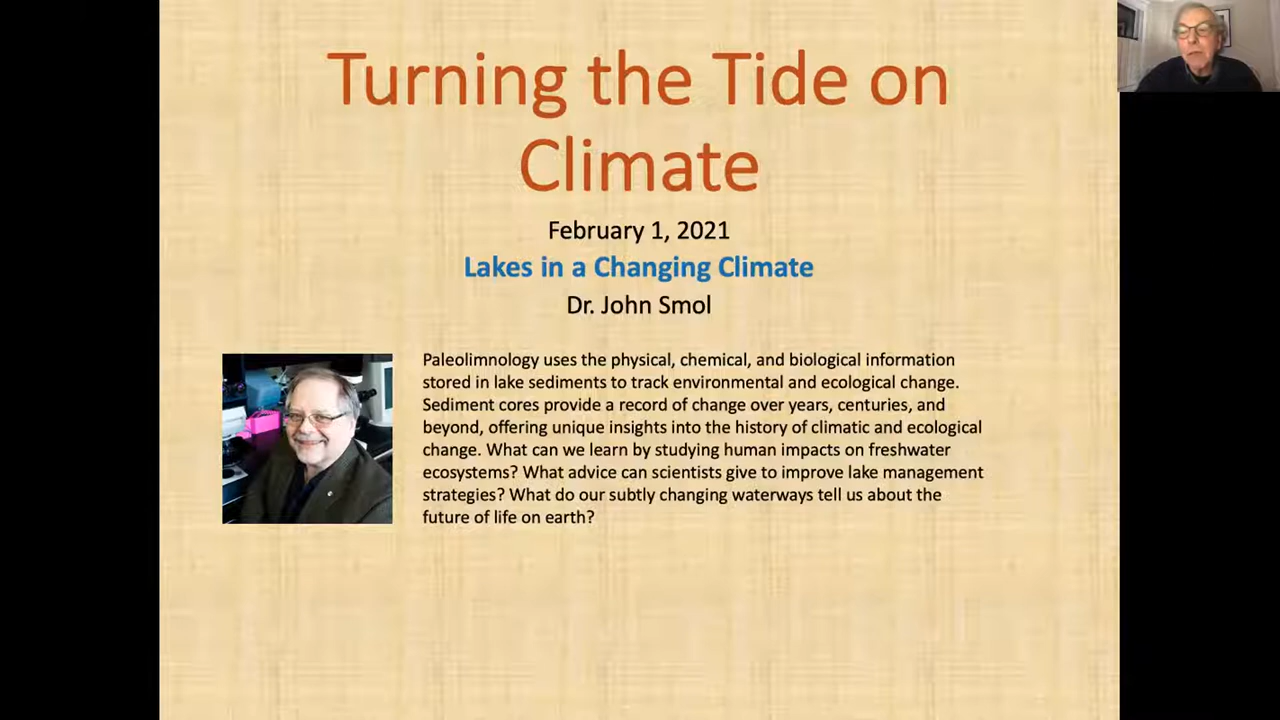 Turning the Tide on
Climate
February 1, 2021
Lakes in a Changing Climate
Dr. John Smol
Paleolimnology uses the physical, chemical, and biological information
stored in lake sediments to track environmental and ecological change.
Sediment cores provide a record of change over years, centuries, and
beyond, offering unique insights into the history of climatic and ecological
change. What can we learn by studying human impacts on freshwater
ecosystems? What advice can scientists give to improve lake management
strategies? What do our subtly changing waterways tell us about the
future of life on earth?